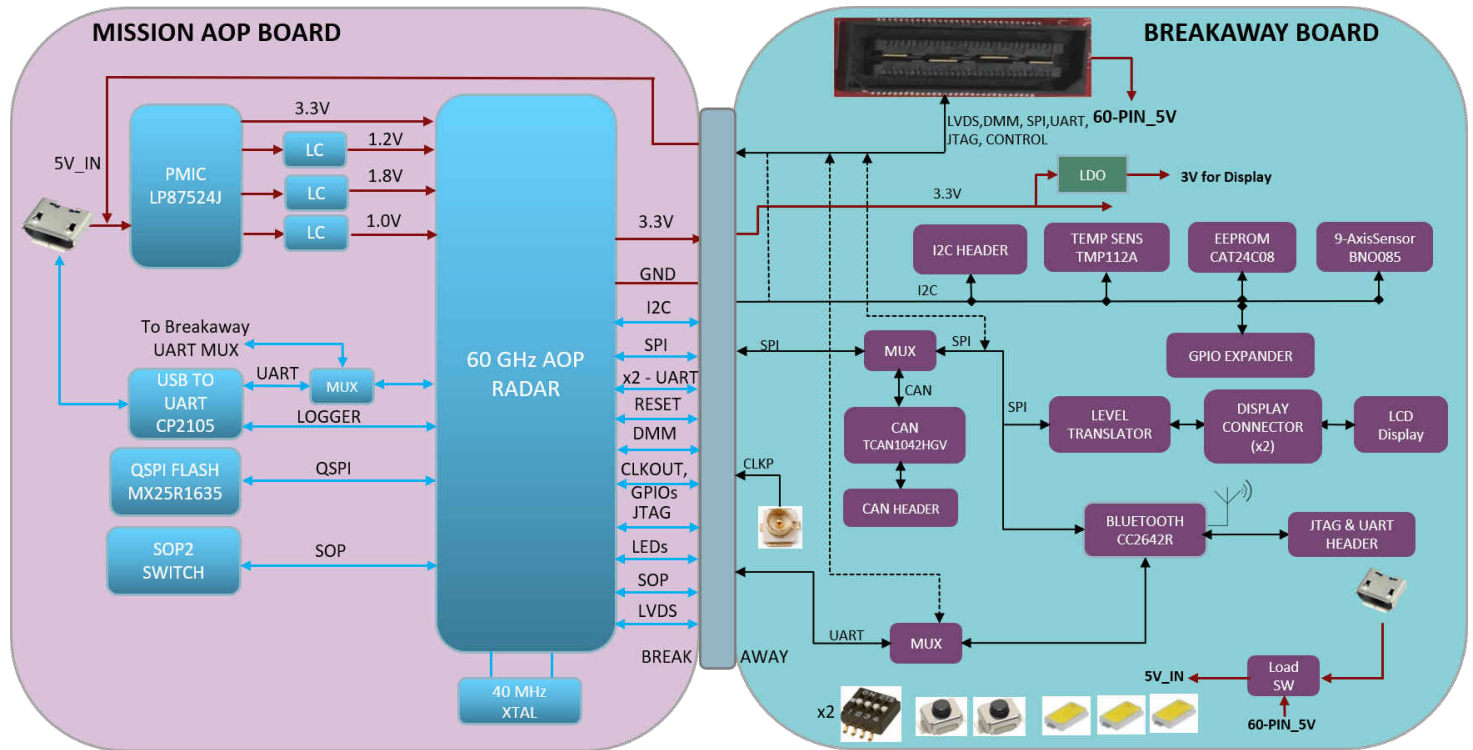 MISSION AOP BOARD
BREAKAWAY BOARD
5V_IN
PMIC
LP87524J
3.3V
LC
1.2V
LC
1.8V
LC
1.0V
60 GHz AOP
RADAR
To Breakaway
UART MUX
USB TO
UART
CP2105
UART
MUX
LOGGER
QSPI FLASH
MX25R1635
QSPI
SOP2
SWITCH
SOP
40 MHz
XTAL
3.3V
GND
I2C
SPI
x2 - UART
RESET
DMM
CLKOUT,
GPIOs
JTAG
LEDs
SOP
LVDS
BREAK
AWAY
LVDS,DMM, SPI,UART,
JTAG, CONTROL
60-PIN_5V
LDO
3V for Display
3.3V
I2C HEADER
TEMP SENS
TMP112A
EEPROM
CAT24C08
9-AxisSensor
BNO085
I2C
GPIO EXPANDER
SPI
MUX
SPI
CAN
CAN
TCAN1042HGV
CAN HEADER
SPI
LEVEL
TRANSLATOR
DISPLAY
CONNECTOR
(x2)
LCD
Display
CLKP
BLUETOOTH
CC2642R
JTAG & UART
HEADER
UART
MUX
5V_IN
Load
SW
60-PIN_5V
x2